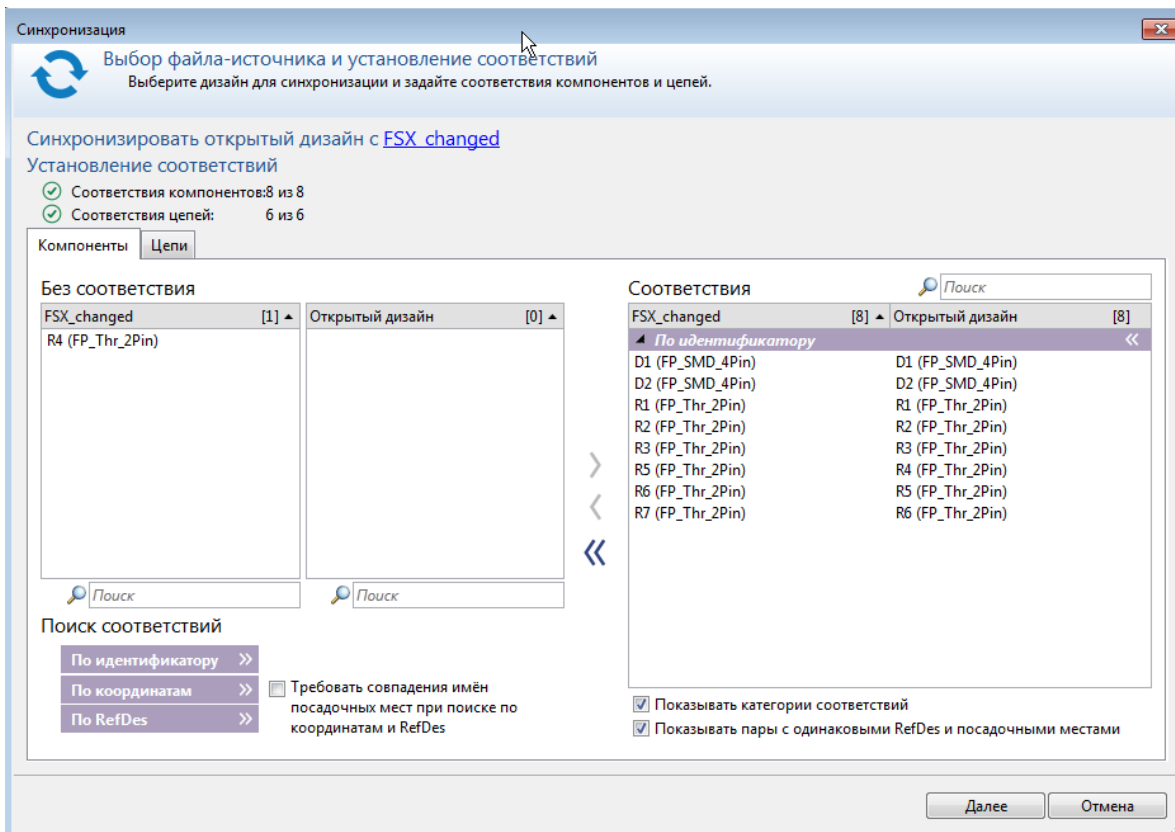 Синхронизация
Выбор файла-источника и установление соответствий
Выберите дизайн для синхронизации и задайте соответствия компонентов и цепей.
Синхронизировать открытый дизайн с FSX_changed
Установление соответствий
Соответствия компонентов:8 из 8
Соответствия цепей: 6 из 6
Компоненты Цепи
Без соответствия
FSX_changed [1] Открытый дизайн [0]
R4 (FP_Thr_2Pin)
Поиск Поиск
Поиск соответствий
По идентификатору
По координатам
По RefDes
Требовать совпадения имён
посадочных мест при поиске по
координатам и RefDes
Соответствия Поиск
FSX_changed [8] Открытый дизайн [8]
По идентификатору
D1 (FP_SMD_4Pin) D1 (FP_SMD_4Pin)
D2 (FP_SMD_4Pin) D2 (FP_SMD_4Pin)
R1 (FP_Thr_2Pin) R1 (FP_Thr_2Pin)
R2 (FP_Thr_2Pin) R2 (FP_Thr_2Pin)
R3 (FP_Thr_2Pin) R3 (FP_Thr_2Pin)
R5 (FP_Thr_2Pin) R4 (FP_Thr_2Pin)
R6 (FP_Thr_2Pin) R5 (FP_Thr_2Pin)
R7 (FP_Thr_2Pin) R6 (FP_Thr_2Pin)
Показывать категории соответствий
Показывать пары с одинаковыми RefDes и посадочными местами
Далее Отмена